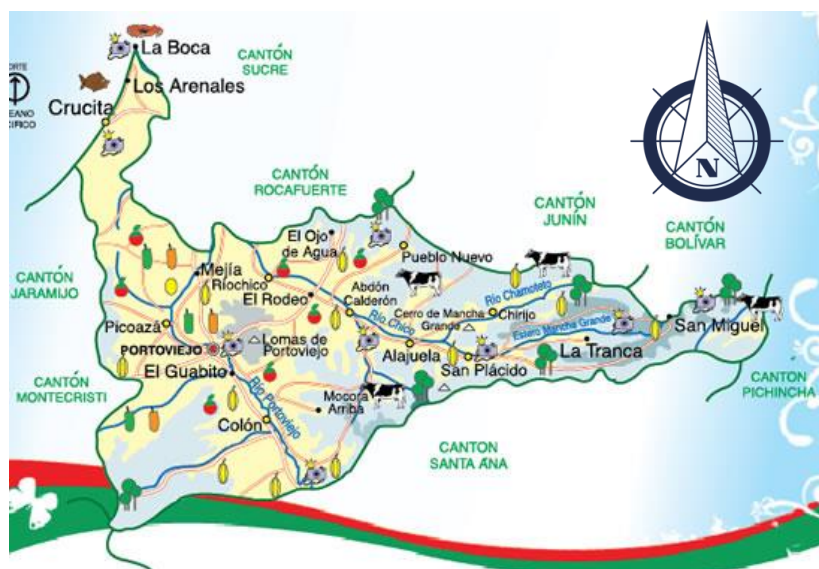 La Boca
CANTÓN
SUCRE
Los Arenales
Crucita
CANTÓN
ROCAFUERTE
N
CANTÓN
JUNÍN
CANTÓN
BOLÍVAR
El Ojo
de Agua
Pueblo Nuevo
CANTÓN
JARAMIJO
Mejía
Ríochico
El Rodeo
Abdón
Calderón
Río Chico
Cerro de Mancha
Grande
Río Chamoteto
Chirijo
Estero Mancha Grande
San Miguel
Picoazá
PORTOVIEJO
Lomas de
Portoviejo
Alajuela
San Plácido
La Tranca
CANTÓN
MONTECRISTI
El Guabito
Río Portoviejo
Mocora
Arriba
Colón
CANTON
PICHINCHA
CANTON
SANTA ANA